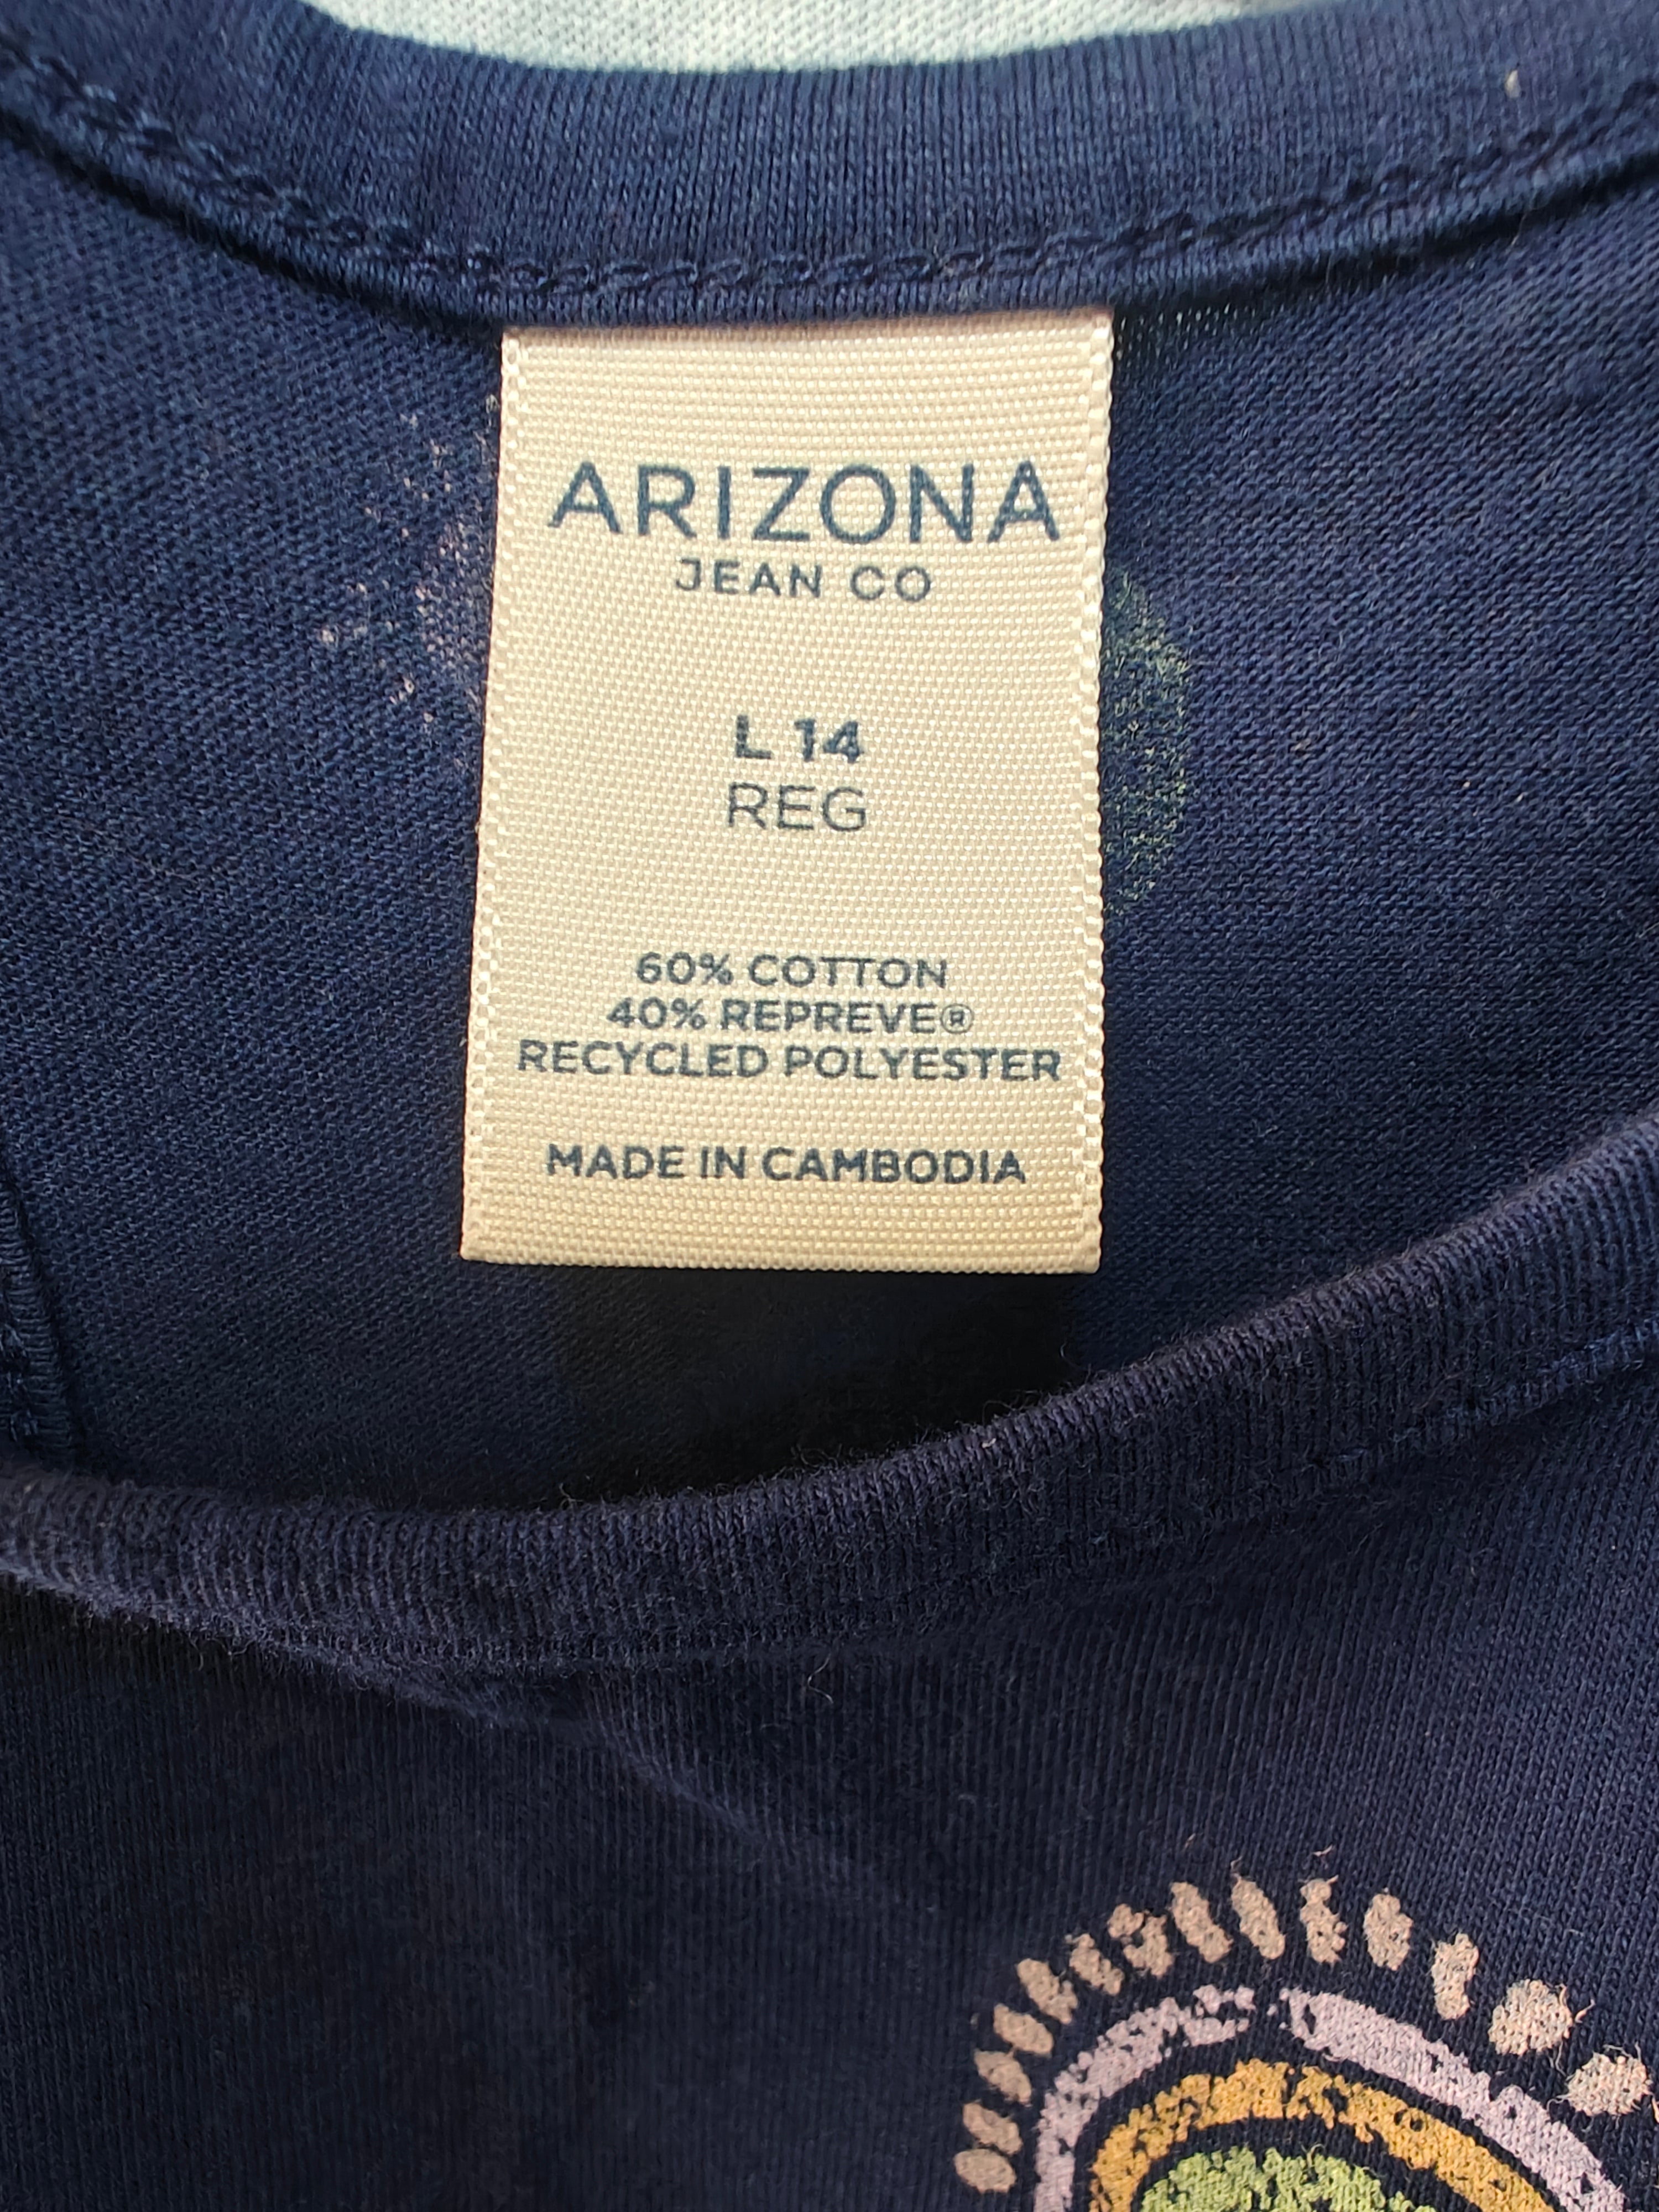 ARIZONA
JEAN CO
L 14
REG
60% COTTON
40% REPREVE®
RECYCLED POLYESTER
MADE IN CAMBODIA